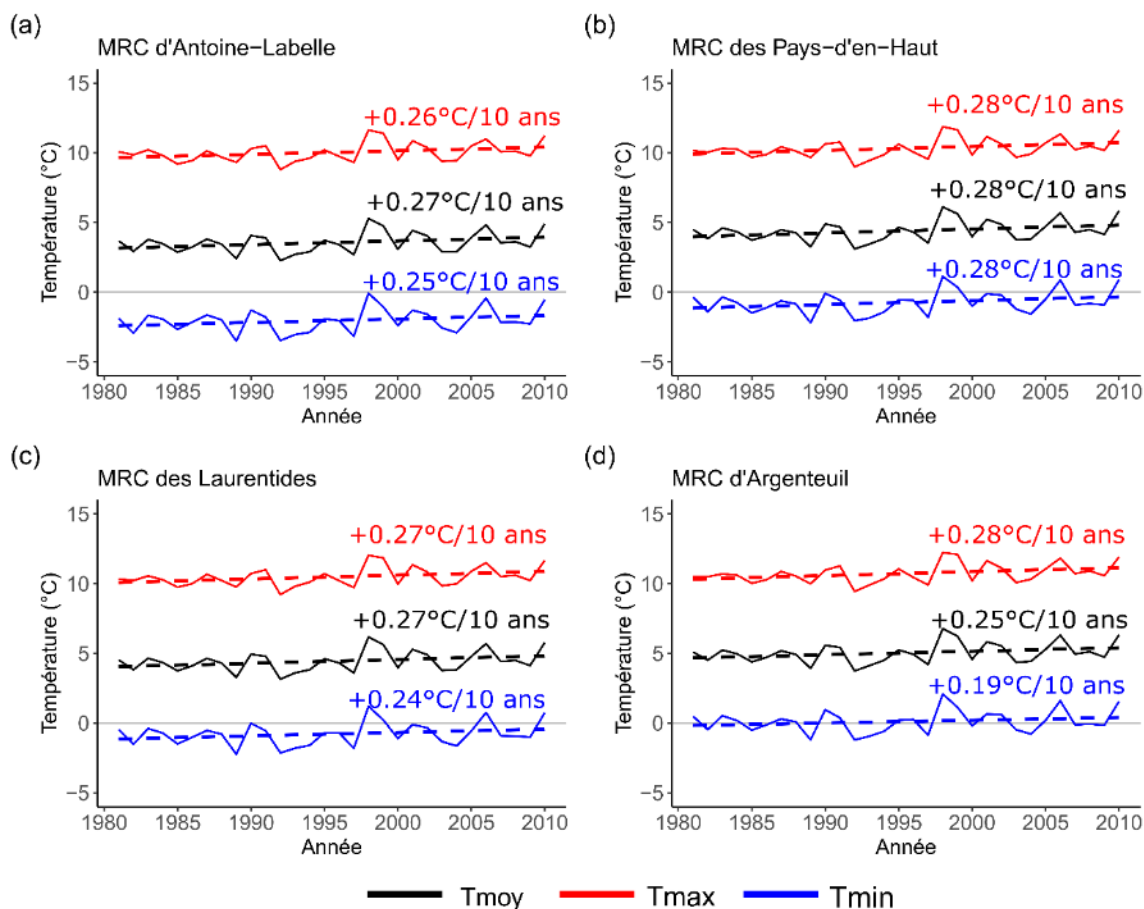 (a)
MRC d'Antoine−Labelle
Température (°C)
15
10
5
0
−5
+0.26°C/10 ans
+0.27°C/10 ans
+0.25°C/10 ans
1980 1985 1990 1995 2000 2005 2010
Année
(b)
MRC des Pays−d'en−Haut
Température (°C)
15
10
5
0
−5
+0.28°C/10 ans
+0.28°C/10 ans
+0.28°C/10 ans
1980 1985 1990 1995 2000 2005 2010
Année
(c)
MRC des Laurentides
Température (°C)
15
10
5
0
−5
+0.27°C/10 ans
+0.27°C/10 ans
+0.24°C/10 ans
1980 1985 1990 1995 2000 2005 2010
Année
(d)
MRC d'Argenteuil
Température (°C)
15
10
5
0
−5
+0.28°C/10 ans
+0.25°C/10 ans
+0.19°C/10 ans
1980 1985 1990 1995 2000 2005 2010
Année
Tmoy Tmax Tmin